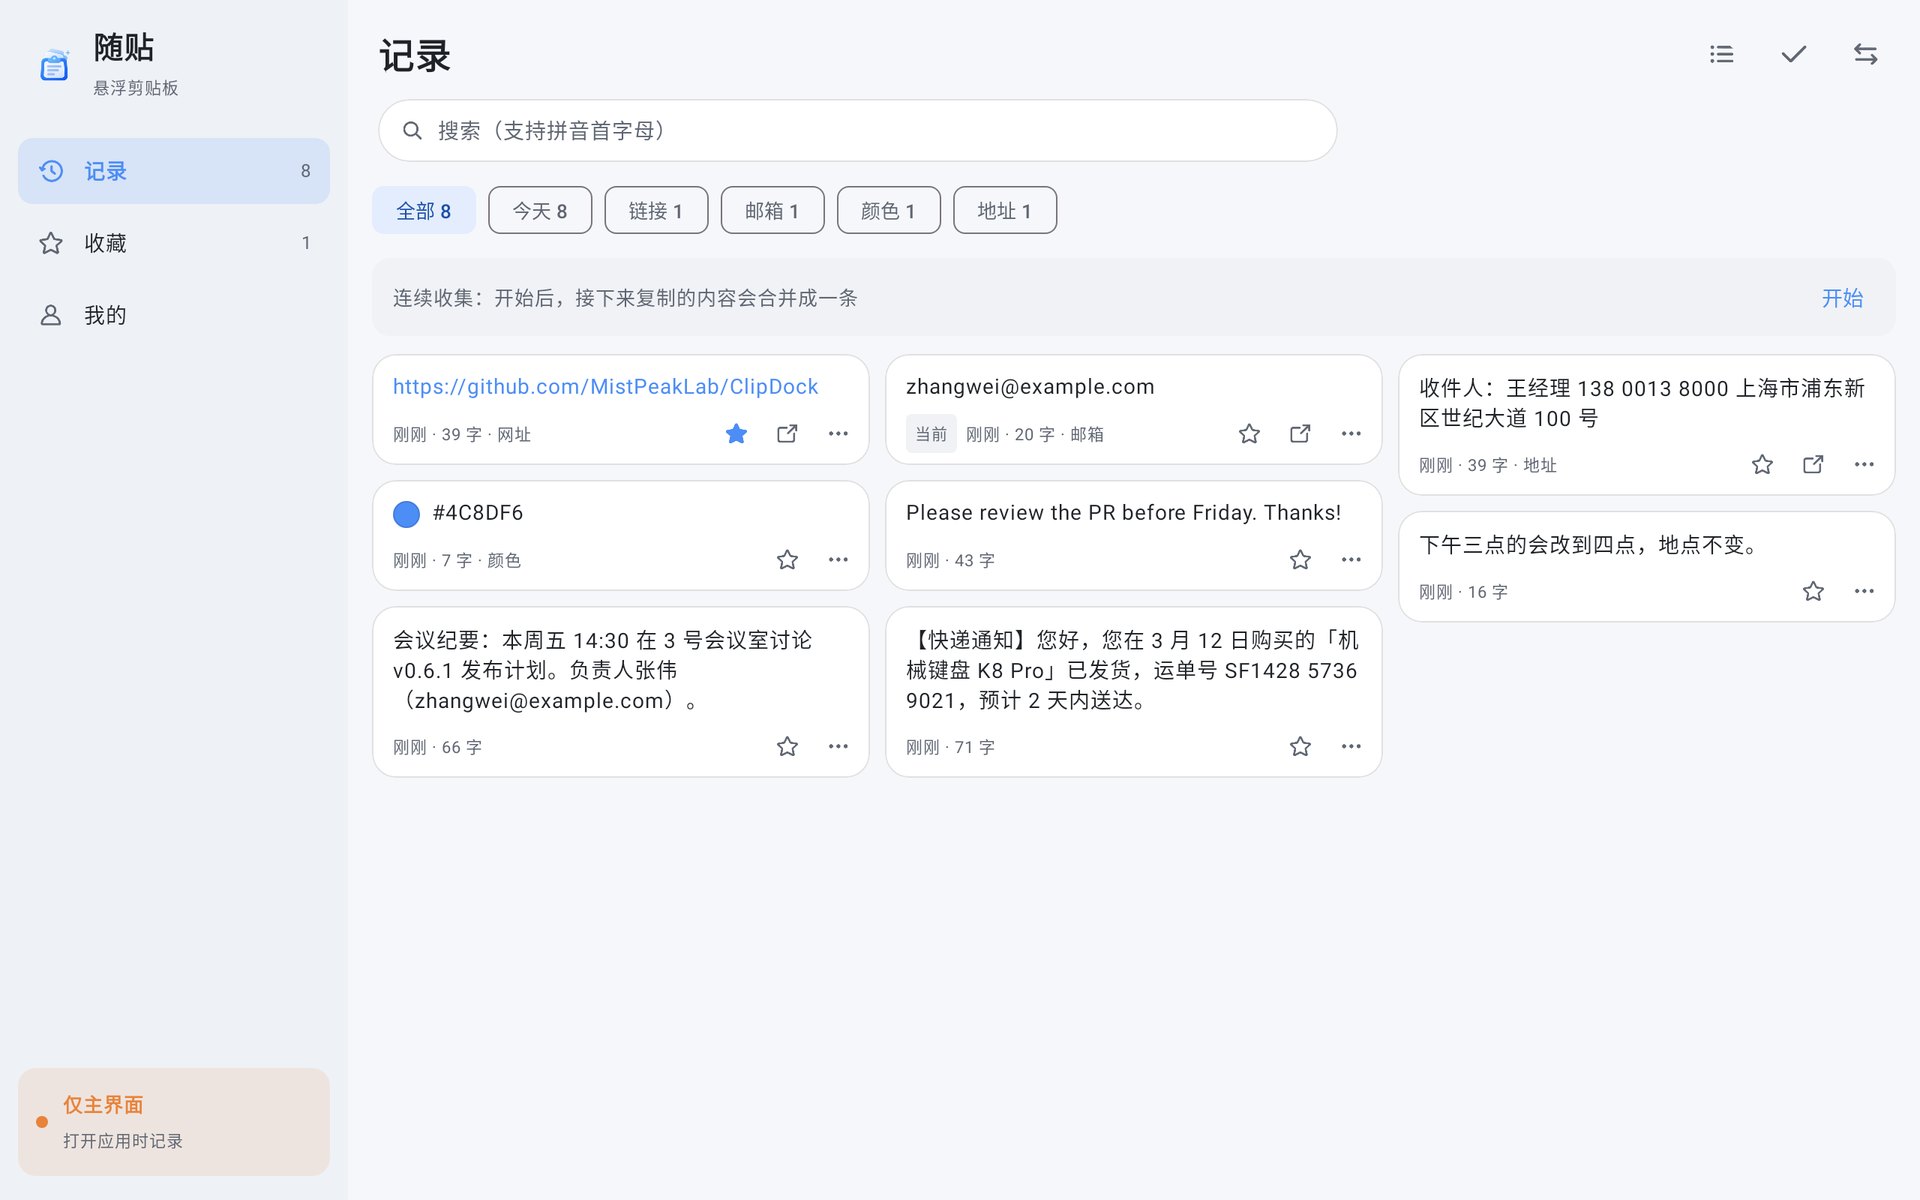 随贴
悬浮剪贴板
记录 8
收藏 1
我的
仅主界面
打开应用时记录
记录
搜索（支持拼音首字母）
全部 8
今天 8
链接 1
邮箱 1
颜色 1
地址 1
连续收集：开始后，接下来复制的内容会合并成一条
开始
https://github.com/MistPeakLab/ClipDock
刚刚 · 39 字 · 网址
zhangwei@example.com
当前 刚刚 · 20 字 · 邮箱
收件人：王经理 138 0013 8000 上海市浦东新
区世纪大道 100 号
刚刚 · 39 字 · 地址
#4C8DF6
刚刚 · 7 字 · 颜色
Please review the PR before Friday. Thanks!
刚刚 · 43 字
下午三点的会改到四点，地点不变。
刚刚 · 16 字
会议纪要：本周五 14:30 在 3 号会议室讨论
v0.6.1 发布计划。负责人张伟
（zhangwei@example.com）。
刚刚 · 66 字
【快递通知】您好，您在 3 月 12 日购买的「机
械键盘 K8 Pro」已发货，运单号 SF1428 5736
9021，预计 2 天内送达。
刚刚 · 71 字